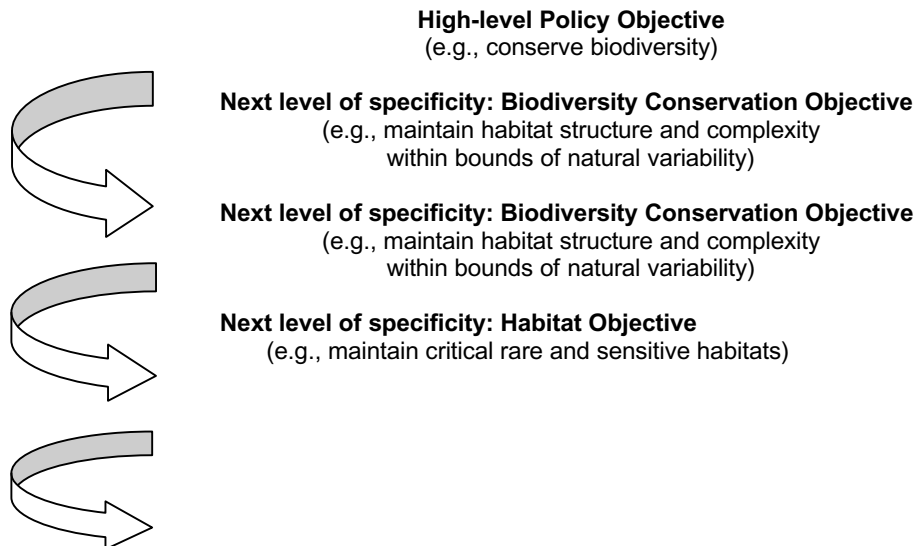 High-level Policy Objective
(e.g., conserve biodiversity)
Next level of specificity: Biodiversity Conservation Objective
(e.g., maintain habitat structure and complexity
within bounds of natural variability)
Next level of specificity: Biodiversity Conservation Objective
(e.g., maintain habitat structure and complexity
within bounds of natural variability)
Next level of specificity: Habitat Objective
(e.g., maintain critical rare and sensitive habitats)